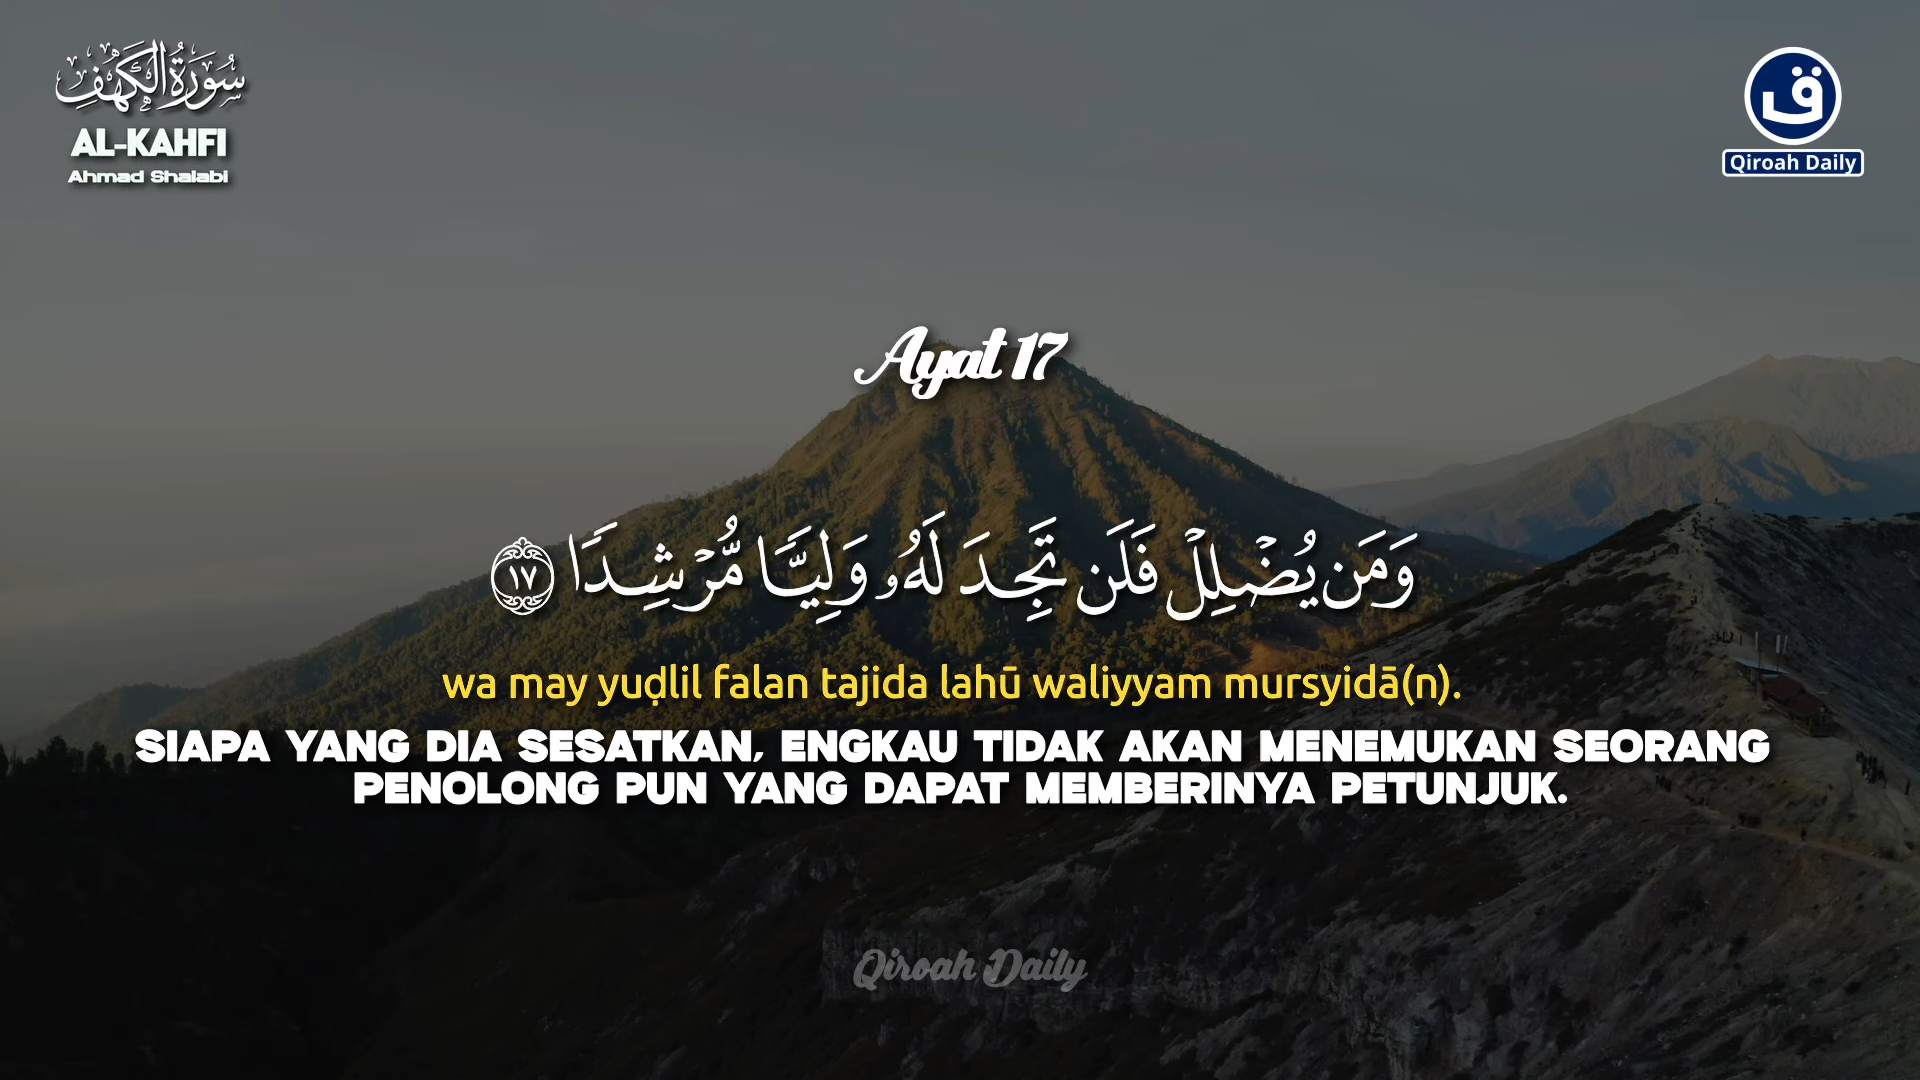 سُورَةُ الْكَهْفِ
AL-KAHFI
Ahmad Shalabi
ق
Qiroah Daily
Ayat 17
وَمَن يُضْلِلْ فَلَن تَجِدَ لَهُۥ وَلِيًّا مُّرْشِدًا ١٧
wa may yuḍlil falan tajida lahū waliyyam mursyidā(n).
SIAPA YANG DIA SESATKAN, ENGKAU TIDAK AKAN MENEMUKAN SEORANG
PENOLONG PUN YANG DAPAT MEMBERINYA PETUNJUK.
Qiroah Daily